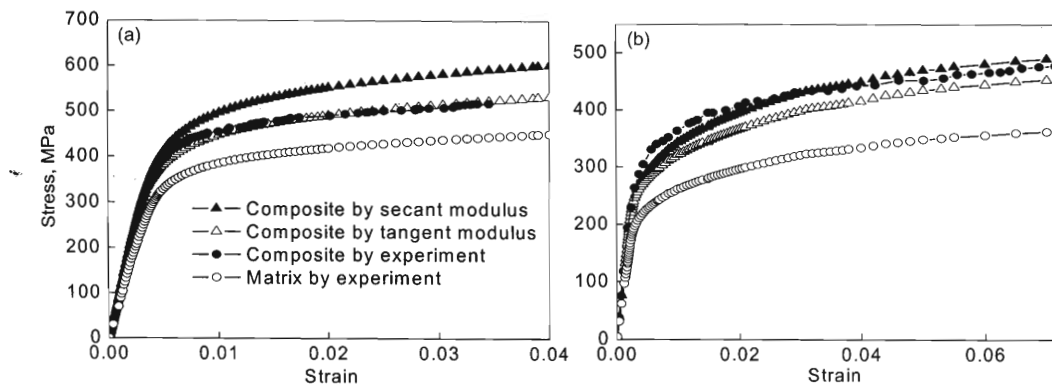 (a)
700
600
500
400
300
200
100
0
Stress, MPa
Composite by secant modulus
Composite by tangent modulus
Composite by experiment
Matrix by experiment
0.00 0.01 0.02 0.03 0.04
Strain
(b)
500
400
300
200
100
0
0.00 0.02 0.04 0.06
Strain